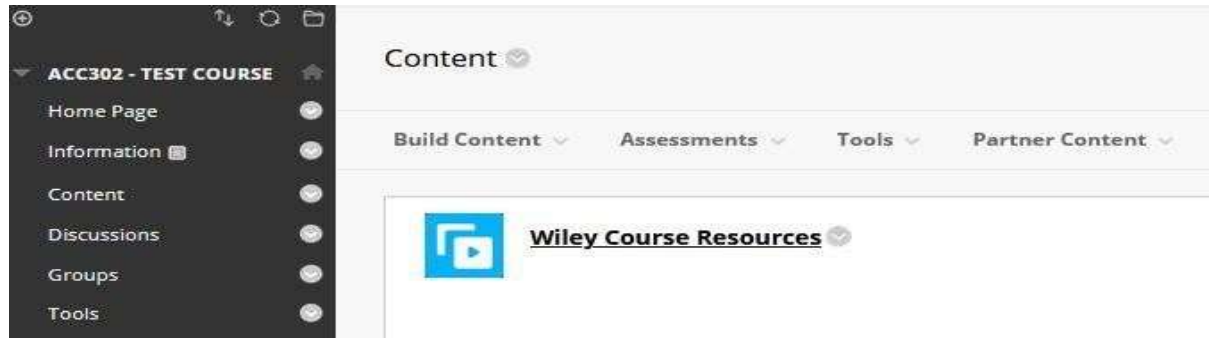 ACC302 - TEST COURSE
Home Page
Information
Content
Discussions
Groups
Tools
Content
Build Content Assessments Tools Partner Content
Wiley Course Resources